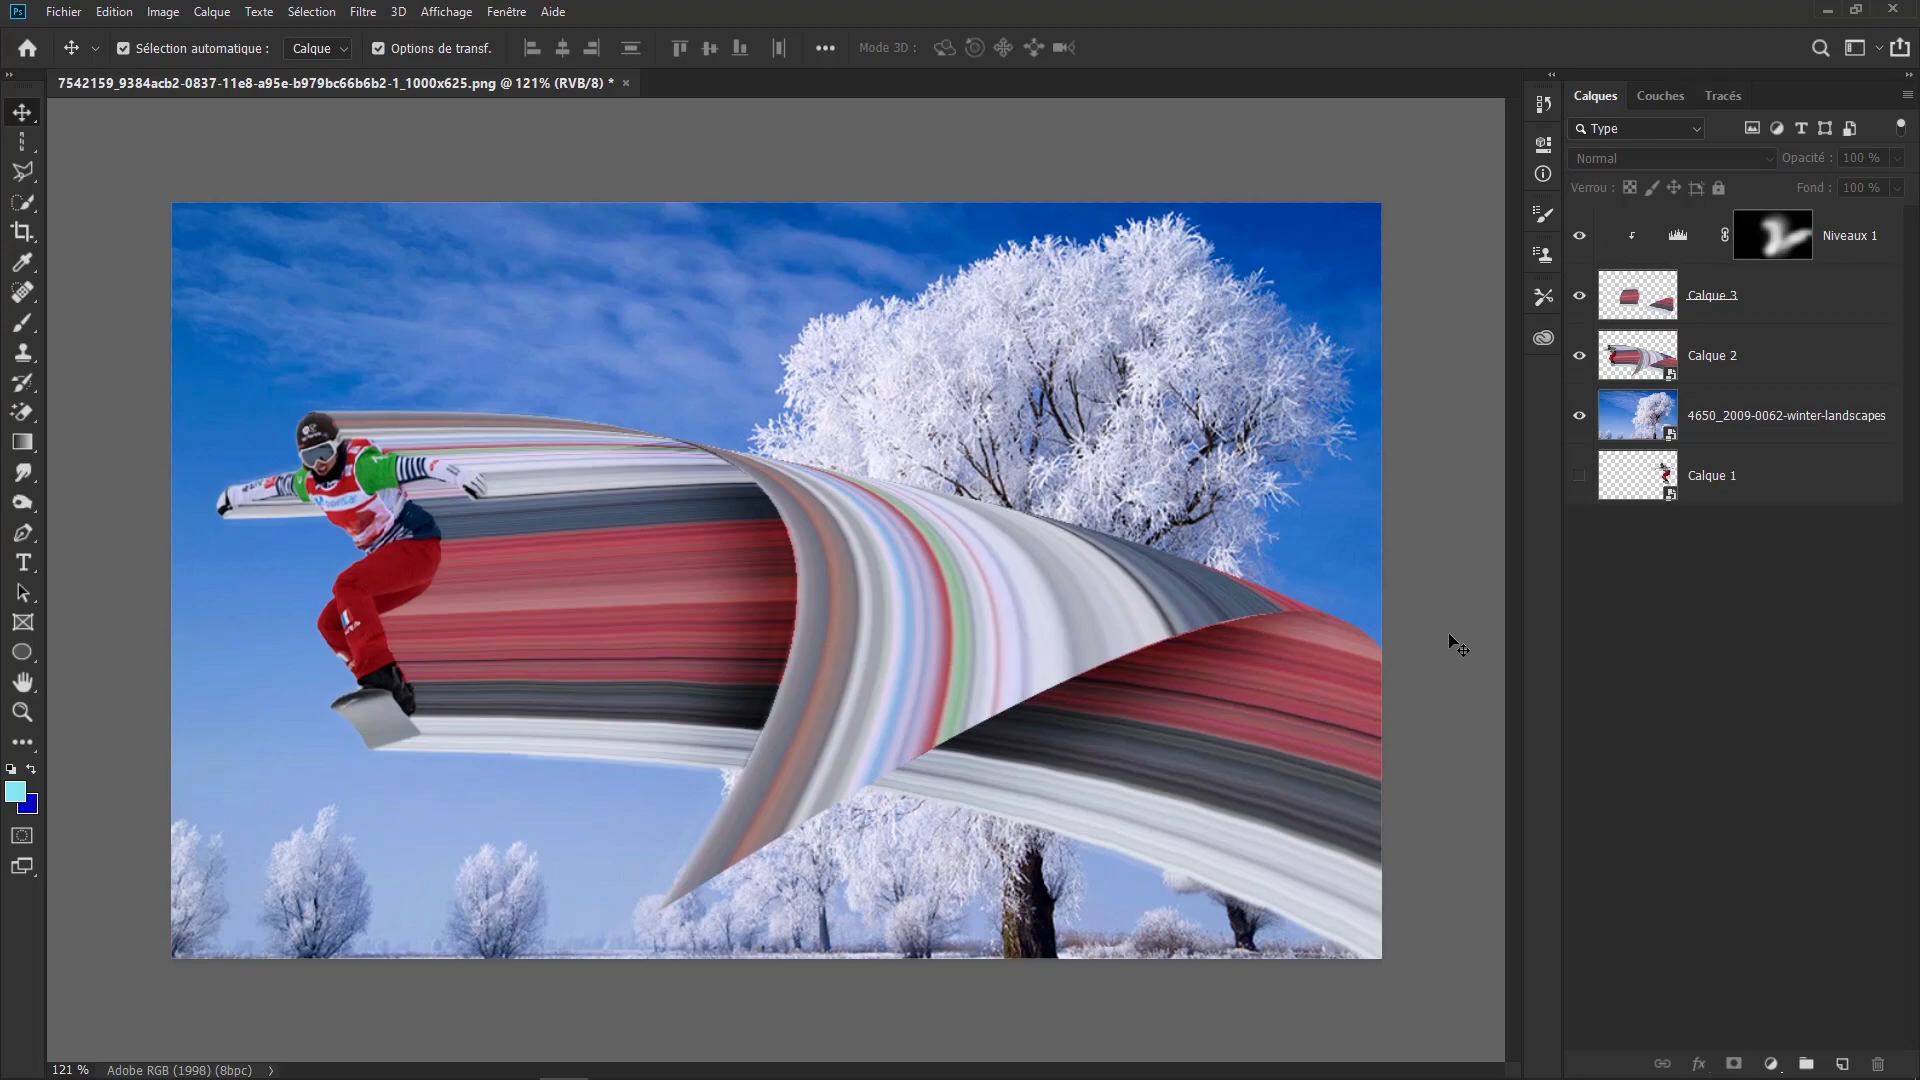 Ps Fichier Edition Image Calque Texte Sélection Filtre 3D Affichage Fenêtre Aide
Sélection automatique : Calque Options de transf. Mode 3D :
7542159_9384acb2-0837-11e8-a95e-b979bc66b6b2-1_1000x625.png @ 121% (RVB/8) *
Calques Couches Tracés
Type
Normal Opacité : 100 %
Verrou : Fond : 100 %
Niveaux 1
Calque 3
Calque 2
4650_2009-0062-winter-landscapes
Calque 1
121 % Adobe RGB (1998) (8bpc)